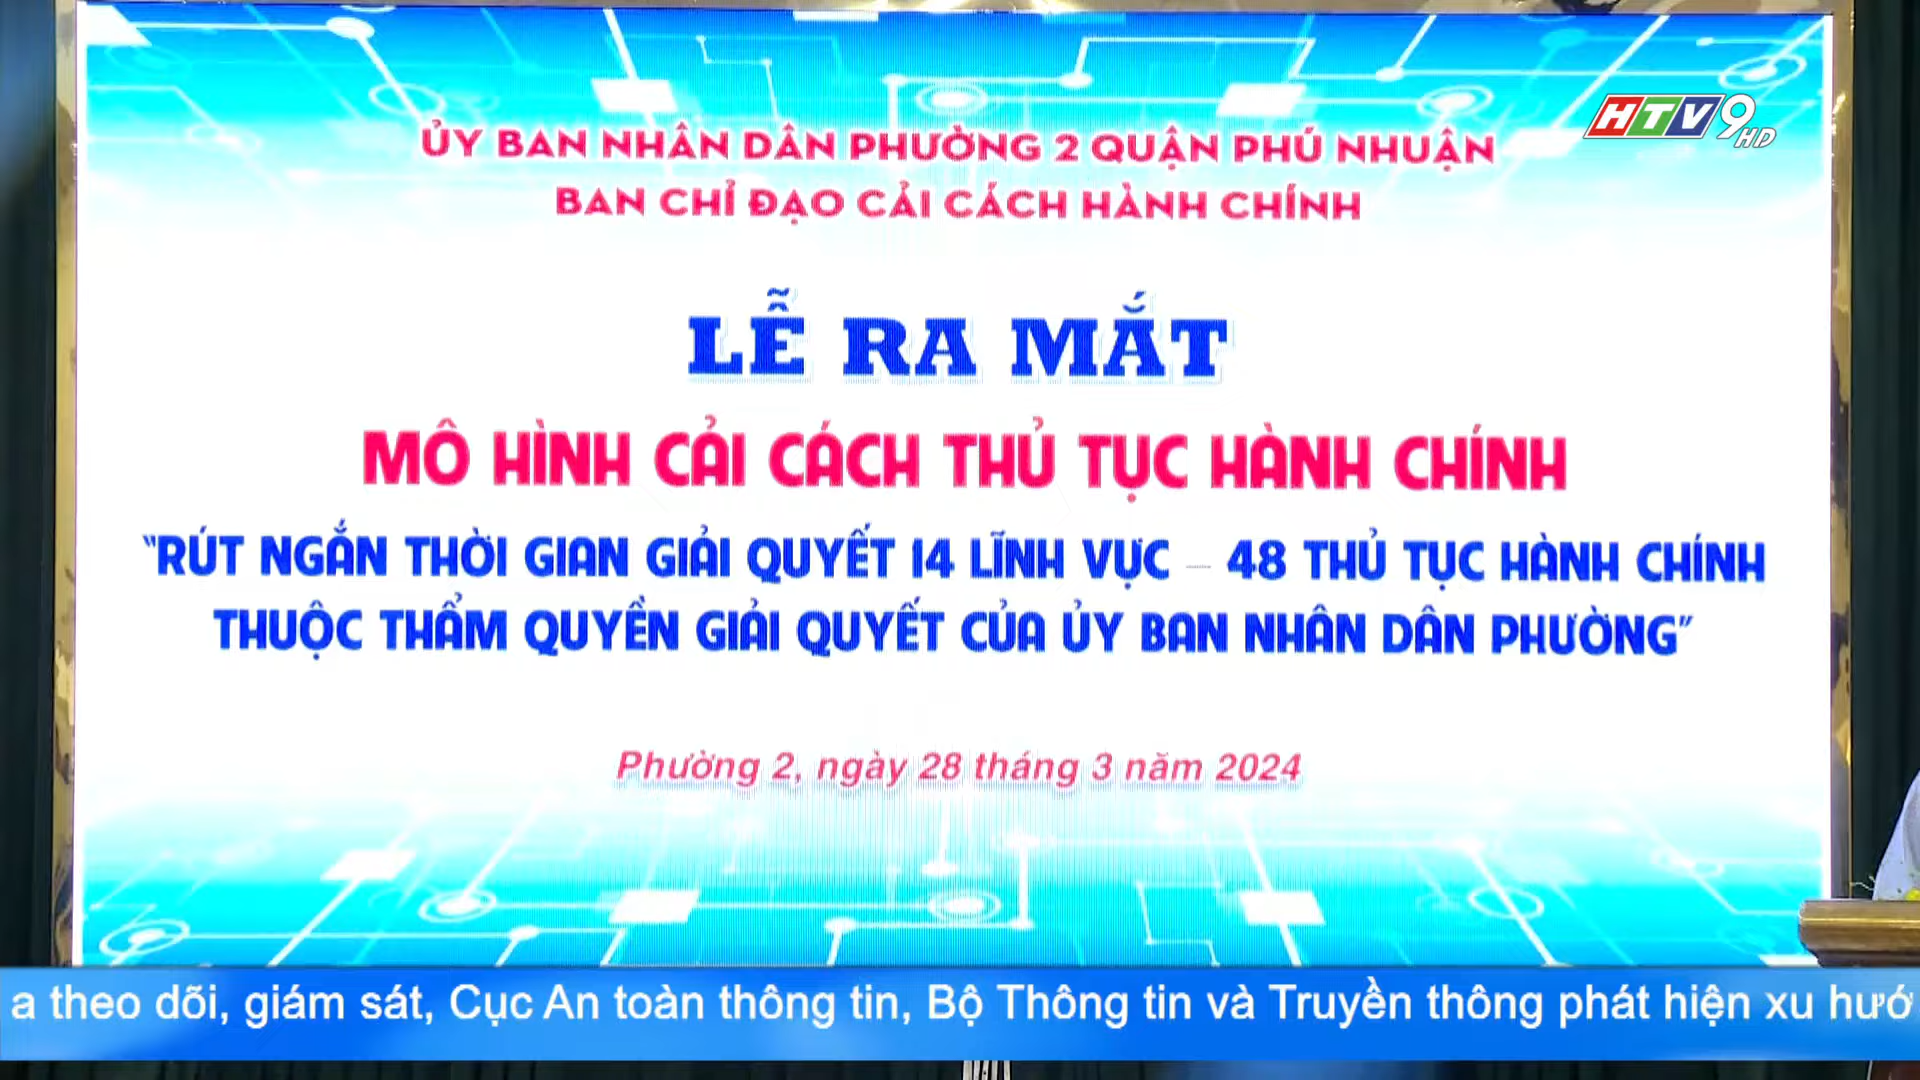 HTV9 HD
ỦY BAN NHÂN DÂN PHƯỜNG 2 QUẬN PHÚ NHUẬN
BAN CHỈ ĐẠO CẢI CÁCH HÀNH CHÍNH
LỄ RA MẮT
MÔ HÌNH CẢI CÁCH THỦ TỤC HÀNH CHÍNH
“RÚT NGẮN THỜI GIAN GIẢI QUYẾT 14 LĨNH VỰC – 48 THỦ TỤC HÀNH CHÍNH
THUỘC THẨM QUYỀN GIẢI QUYẾT CỦA ỦY BAN NHÂN DÂN PHƯỜNG”
Phường 2, ngày 28 tháng 3 năm 2024
a theo dõi, giám sát, Cục An toàn thông tin, Bộ Thông tin và Truyền thông phát hiện xu hướ